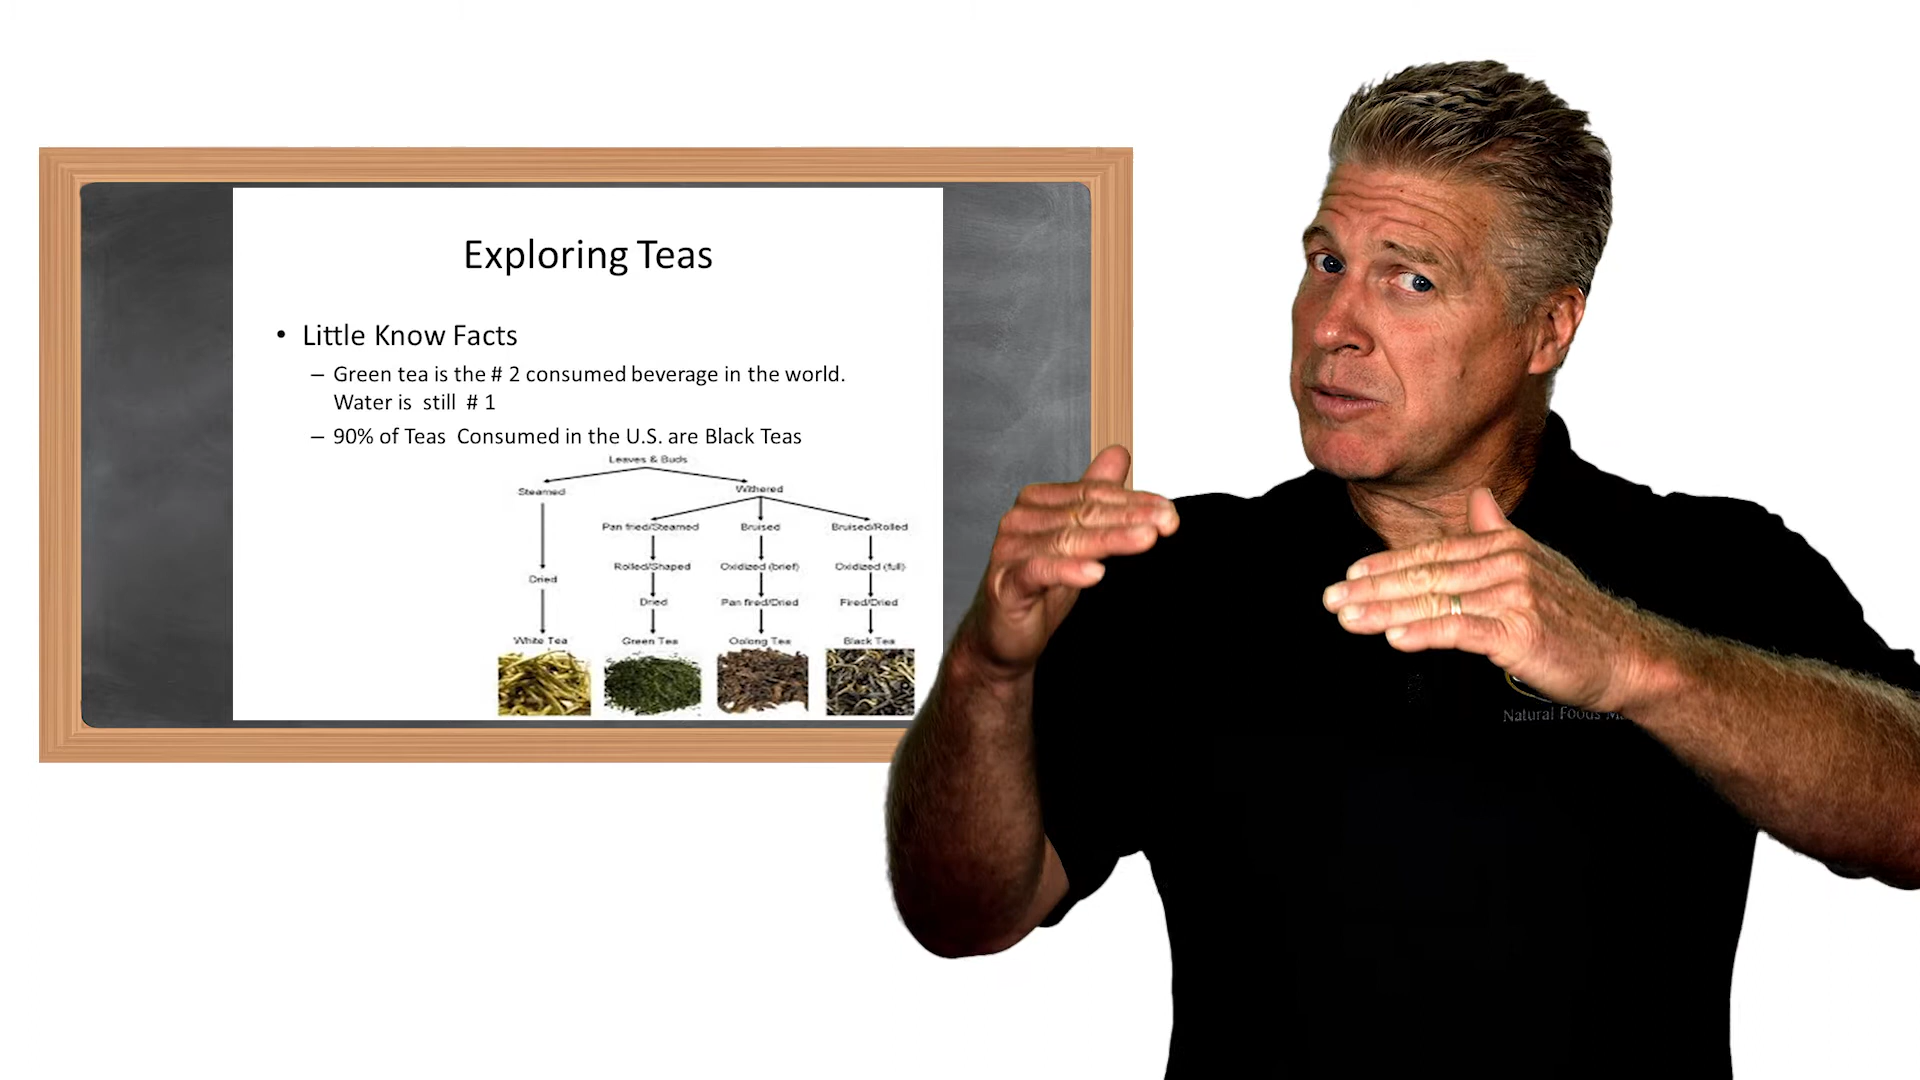 Exploring Teas
• Little Know Facts
– Green tea is the # 2 consumed beverage in the world.
Water is still # 1
– 90% of Teas Consumed in the U.S. are Black Teas
Leaves & Buds
Steamed Withered
Pan fried/Steamed Bruised Bruised/Rolled
Rolled/Shaped Oxidized (brief) Oxidized (full)
Dried
Dried Pan fired/Dried Fired/Dried
White Tea Green Tea Oolong Tea Black Tea
Natural Foods